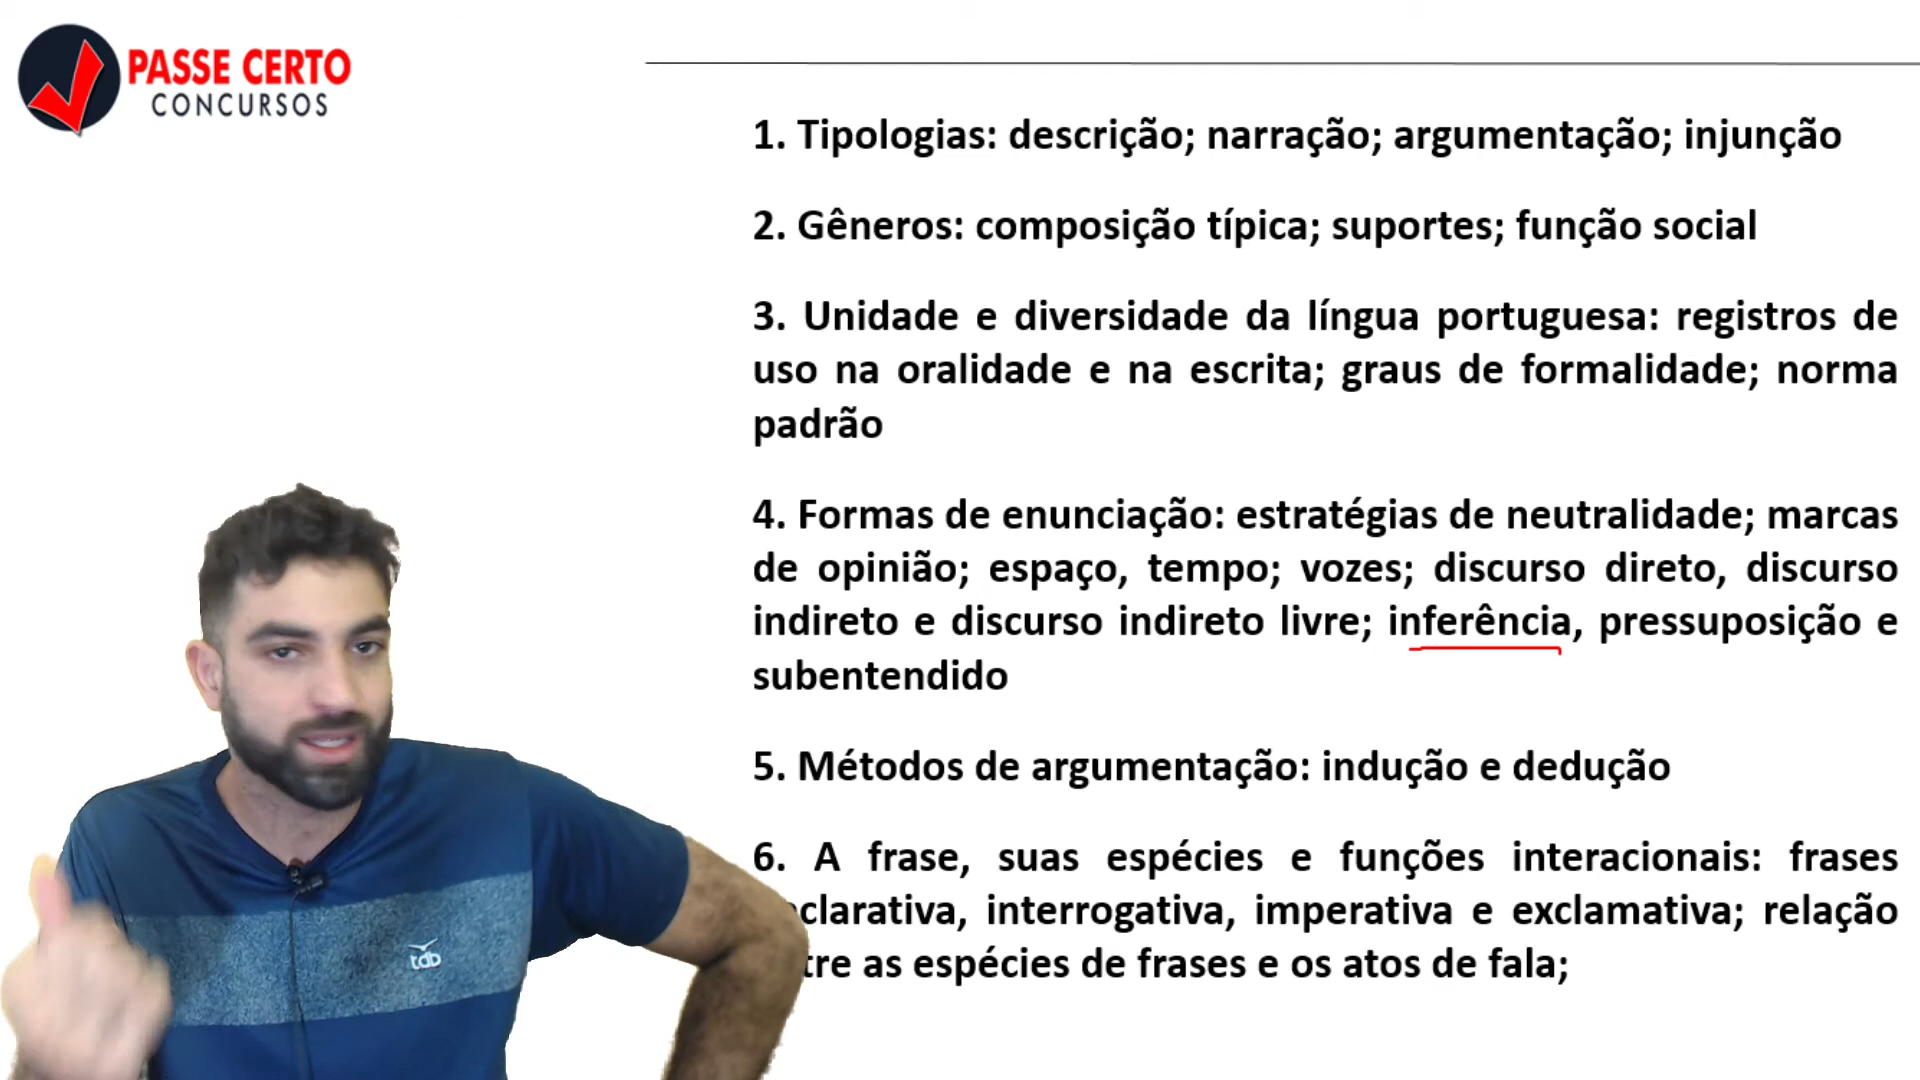 PASSE CERTO
CONCURSOS
1. Tipologias: descrição; narração; argumentação; injunção
2. Gêneros: composição típica; suportes; função social
3. Unidade e diversidade da língua portuguesa: registros de
uso na oralidade e na escrita; graus de formalidade; norma
padrão
4. Formas de enunciação: estratégias de neutralidade; marcas
de opinião; espaço, tempo; vozes; discurso direto, discurso
indireto e discurso indireto livre; inferência, pressuposição e
subentendido
5. Métodos de argumentação: indução e dedução
6. A frase, suas espécies e funções interacionais: frases
clarativa, interrogativa, imperativa e exclamativa; relação
tre as espécies de frases e os atos de fala;
tdb